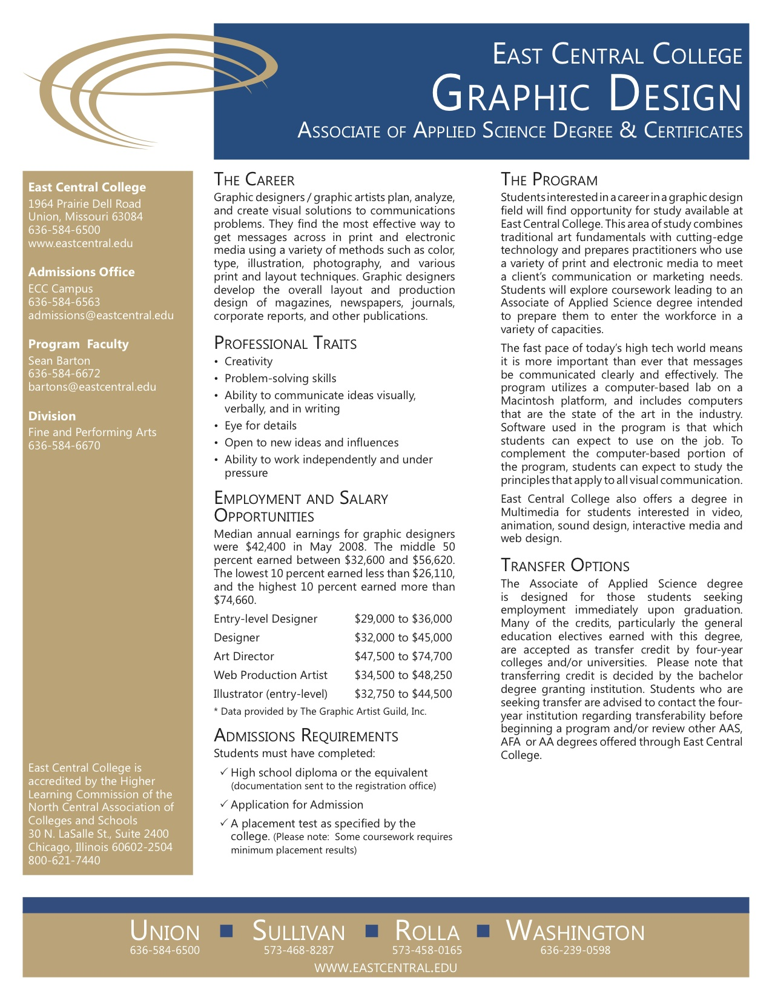 East Central College
Graphic Design
Associate of Applied Science Degree & Certificates
East Central College
1964 Prairie Dell Road
Union, Missouri 63084
636-584-6500
www.eastcentral.edu
Admissions Office
ECC Campus
636-584-6563
admissions@eastcentral.edu
Program  Faculty
Sean Barton
636-584-6672
bartons@eastcentral.edu
Division
Fine and Performing Arts
636-584-6670
East Central College is
accredited by the Higher
Learning Commission of the
North Central Association of
Colleges and Schools
30 N. LaSalle St., Suite 2400
Chicago, Illinois 60602-2504
800-621-7440
The Career
Graphic designers / graphic artists plan, analyze,
and create visual solutions to communications
problems. They find the most effective way to
get messages across in print and electronic
media using a variety of methods such as color,
type, illustration, photography, and various
print and layout techniques. Graphic designers
develop the overall layout and production
design of magazines, newspapers, journals,
corporate reports, and other publications.
Professional Traits
• Creativity
• Problem-solving skills
• Ability to communicate ideas visually,
verbally, and in writing
• Eye for details
• Open to new ideas and influences
• Ability to work independently and under
pressure
Employment and Salary
Opportunities
Median annual earnings for graphic designers
were $42,400 in May 2008. The middle 50
percent earned between $32,600 and $56,620.
The lowest 10 percent earned less than $26,110,
and the highest 10 percent earned more than
$74,660.
Entry-level Designer $29,000 to $36,000
Designer $32,000 to $45,000
Art Director $47,500 to $74,700
Web Production Artist $34,500 to $48,250
Illustrator (entry-level) $32,750 to $44,500
* Data provided by The Graphic Artist Guild, Inc.
Admissions Requirements
Students must have completed:
✓ High school diploma or the equivalent
(documentation sent to the registration office)
✓ Application for Admission
✓ A placement test as specified by the
college. (Please note:  Some coursework requires
minimum placement results)
The Program
Students interested in a career in a graphic design
field will find opportunity for study available at
East Central College. This area of study combines
traditional art fundamentals with cutting-edge
technology and prepares practitioners who use
a variety of print and electronic media to meet
a client's communication or marketing needs.
Students will explore coursework leading to an
Associate of Applied Science degree intended
to prepare them to enter the workforce in a
variety of capacities.
The fast pace of today's high tech world means
it is more important than ever that messages
be communicated clearly and effectively. The
program utilizes a computer-based lab on a
Macintosh platform, and includes computers
that are the state of the art in the industry.
Software used in the program is that which
students can expect to use on the job. To
complement the computer-based portion of
the program, students can expect to study the
principles that apply to all visual communication.
East Central College also offers a degree in
Multimedia for students interested in video,
animation, sound design, interactive media and
web design.
Transfer Options
The Associate of Applied Science degree
is designed for those students seeking
employment immediately upon graduation.
Many of the credits, particularly the general
education electives earned with this degree,
are accepted as transfer credit by four-year
colleges and/or universities.  Please note that
transferring credit is decided by the bachelor
degree granting institution. Students who are
seeking transfer are advised to contact the four-
year institution regarding transferability before
beginning a program and/or review other AAS,
AFA  or AA degrees offered through East Central
College.
Union ■ Sullivan ■ Rolla ■ Washington
636-584-6500 573-468-8287 573-458-0165 636-239-0598
www.eastcentral.edu